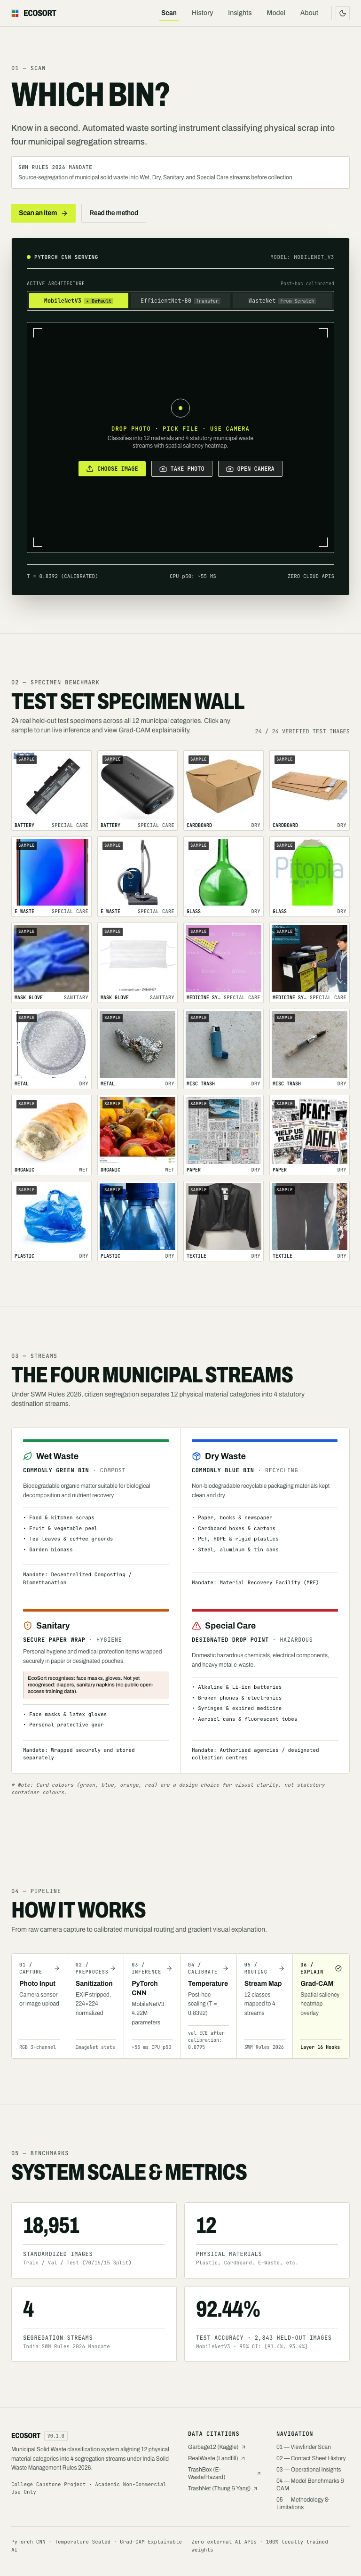 ECOSORT
Scan History Insights Model About
01 — SCAN
WHICH BIN?
Know in a second. Automated waste sorting instrument classifying physical scrap into
four municipal segregation streams.
SWM RULES 2026 MANDATE
Source-segregation of municipal solid waste into Wet, Dry, Sanitary, and Special Care streams before collection.
Scan an item → Read the method
PYTORCH CNN SERVING MODEL: MOBILENET_V3
ACTIVE ARCHITECTURE Post-hoc calibrated
MobileNetV3 ★ Default EfficientNet-B0 Transfer WasteNet From Scratch
DROP PHOTO · PICK FILE · USE CAMERA
Classifies into 12 materials and 4 statutory municipal waste
streams with spatial saliency heatmap.
CHOOSE IMAGE TAKE PHOTO OPEN CAMERA
T = 0.8392 (CALIBRATED) CPU p50: ~55 MS ZERO CLOUD APIS
02 — SPECIMEN BENCHMARK
TEST SET SPECIMEN WALL
24 real held-out test specimens across all 12 municipal categories. Click any
specimen to run live inference and view Grad-CAM explainability.
24 / 24 VERIFIED TEST IMAGES
SAMPLE SAMPLE SAMPLE SAMPLE
BATTERY SPECIAL CARE BATTERY SPECIAL CARE CARDBOARD DRY CARDBOARD DRY
SAMPLE SAMPLE SAMPLE SAMPLE
Pitopia
E WASTE SPECIAL CARE E WASTE SPECIAL CARE GLASS DRY GLASS DRY
SAMPLE SAMPLE SAMPLE SAMPLE
MASK GLOVE SANITARY MASK GLOVE SANITARY MEDICINE SY… SPECIAL CARE MEDICINE SY… SPECIAL CARE
SAMPLE SAMPLE SAMPLE SAMPLE
METAL DRY METAL DRY MISC TRASH DRY MISC TRASH DRY
SAMPLE SAMPLE SAMPLE SAMPLE
PEACE
HELP US PLEASE
AMEN
ORGANIC WET ORGANIC WET PAPER DRY PAPER DRY
SAMPLE SAMPLE SAMPLE SAMPLE
PLASTIC DRY PLASTIC DRY TEXTILE DRY TEXTILE DRY
03 — STREAMS
THE FOUR MUNICIPAL STREAMS
Under SWM Rules 2026, citizen segregation separates 12 physical material categories into 4 statutory
destination streams.
Wet Waste
COMMONLY GREEN BIN · COMPOST
Biodegradable organic matter suitable for biological
decomposition and nutrient recovery.
• Food & kitchen scraps
• Fruit & vegetable peel
• Tea leaves & coffee grounds
• Garden biomass
Mandate: Decentralized Composting /
Biomethanation
Dry Waste
COMMONLY BLUE BIN · RECYCLING
Non-biodegradable recyclable packaging materials kept
clean and dry.
• Paper, books & newspaper
• Cardboard boxes & cartons
• PET, HDPE & rigid plastics
• Steel, aluminum & tin cans
Mandate: Material Recovery Facility (MRF)
Sanitary
SECURE PAPER WRAP · HYGIENE
Personal hygiene and medical protection items wrapped
securely in paper or designated pouches.
EcoSort recognises: face masks, gloves. Not yet
recognised: diapers, sanitary napkins (no public open-
access training data).
• Face masks & latex gloves
• Personal protective gear
Mandate: Wrapped securely and stored
separately
Special Care
DESIGNATED DROP POINT · HAZARDOUS
Domestic hazardous chemicals, electrical components,
and heavy metal e-waste.
• Alkaline & Li-ion batteries
• Broken phones & electronics
• Syringes & expired medicine
• Aerosol cans & fluorescent tubes
Mandate: Authorised agencies / designated
collection centres
* Note: Card colours (green, blue, orange, red) are a design choice for visual clarity, not statutory
container colours.
04 — PIPELINE
HOW IT WORKS
From raw camera capture to calibrated municipal routing and gradient visual explanation.
01 /
CAPTURE →
Photo Input
Camera sensor
or image upload
RGB 3-channel
02 /
PREPROCESS →
Sanitization
EXIF stripped,
224×224
normalized
ImageNet stats
03 /
INFERENCE →
PyTorch
CNN
MobileNetV3
4.22M
parameters
~55 ms CPU p50
04 /
CALIBRATE →
Temperature
Post-hoc
scaling (T =
0.8392)
val ECE after
calibration:
0.0795
05 /
ROUTING →
Stream Map
12 classes
mapped to 4
streams
SWM Rules 2026
06 /
EXPLAIN
Grad-CAM
Spatial saliency
heatmap
overlay
Layer 16 Hooks
05 — BENCHMARKS
SYSTEM SCALE & METRICS
18,951
STANDARDIZED IMAGES
Train / Val / Test (70/15/15 Split)
12
PHYSICAL MATERIALS
Plastic, Cardboard, E-Waste, etc.
4
SEGREGATION STREAMS
India SWM Rules 2026 Mandate
92.44%
TEST ACCURACY · 2,843 HELD-OUT IMAGES
MobileNetV3 · 95% CI: [91.4%, 93.4%]
ECOSORT V0.1.0
Municipal Solid Waste classification system aligning 12 physical
material categories into 4 segregation streams under India Solid
Waste Management Rules 2026.
College Capstone Project · Academic Non-Commercial
Use Only
DATA CITATIONS
Garbage12 (Kaggle) ↗
RealWaste (Landfill) ↗
TrashBox (E-
Waste/Hazard) ↗
TrashNet (Thung & Yang) ↗
NAVIGATION
01 — Viewfinder Scan
02 — Contact Sheet History
03 — Operational Insights
04 — Model Benchmarks &
CAM
05 — Methodology &
Limitations
PyTorch CNN · Temperature Scaled · Grad-CAM Explainable
AI
Zero external AI APIs · 100% locally trained
weights